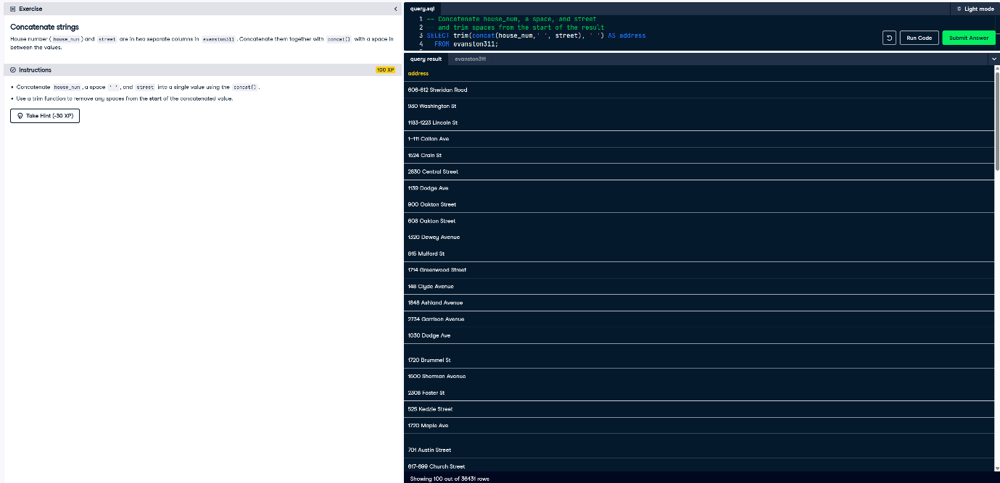 Exercise
Concatenate strings
House number ( house_num ) and street are in two separate columns in evanston311 . Concatenate them together with concat() with a space in
between the values.
Instructions
100 XP
• Concatenate house_num , a space ' ' , and street into a single value using the concat() .
• Use a trim function to remove any spaces from the start of the concatenated value.
Take Hint (-30 XP)
query.sql
Light mode
1 -- Concatenate house_num, a space, and street
2 -- and trim spaces from the start of the result
3 SELECT trim(concat(house_num,' ', street), ' ') AS address
4 FROM evanston311;
Run Code
Submit Answer
query result
evanston311
address
606-612 Sheridan Road
930 Washington St
1183-1223 Lincoln St
1-111 Callan Ave
1524 Crain St
2830 Central Street
1139 Dodge Ave
900 Oakton Street
608 Oakton Street
1320 Dewey Avenue
815 Mulford St
1714 Greenwood Street
148 Clyde Avenue
1848 Ashland Avenue
2734 Garrison Avenue
1030 Dodge Ave
1720 Brummel St
1600 Sherman Avenue
2308 Foster St
525 Kedzie Street
1720 Maple Ave
701 Austin Street
617-699 Church Street
Showing 100 out of 36431 rows